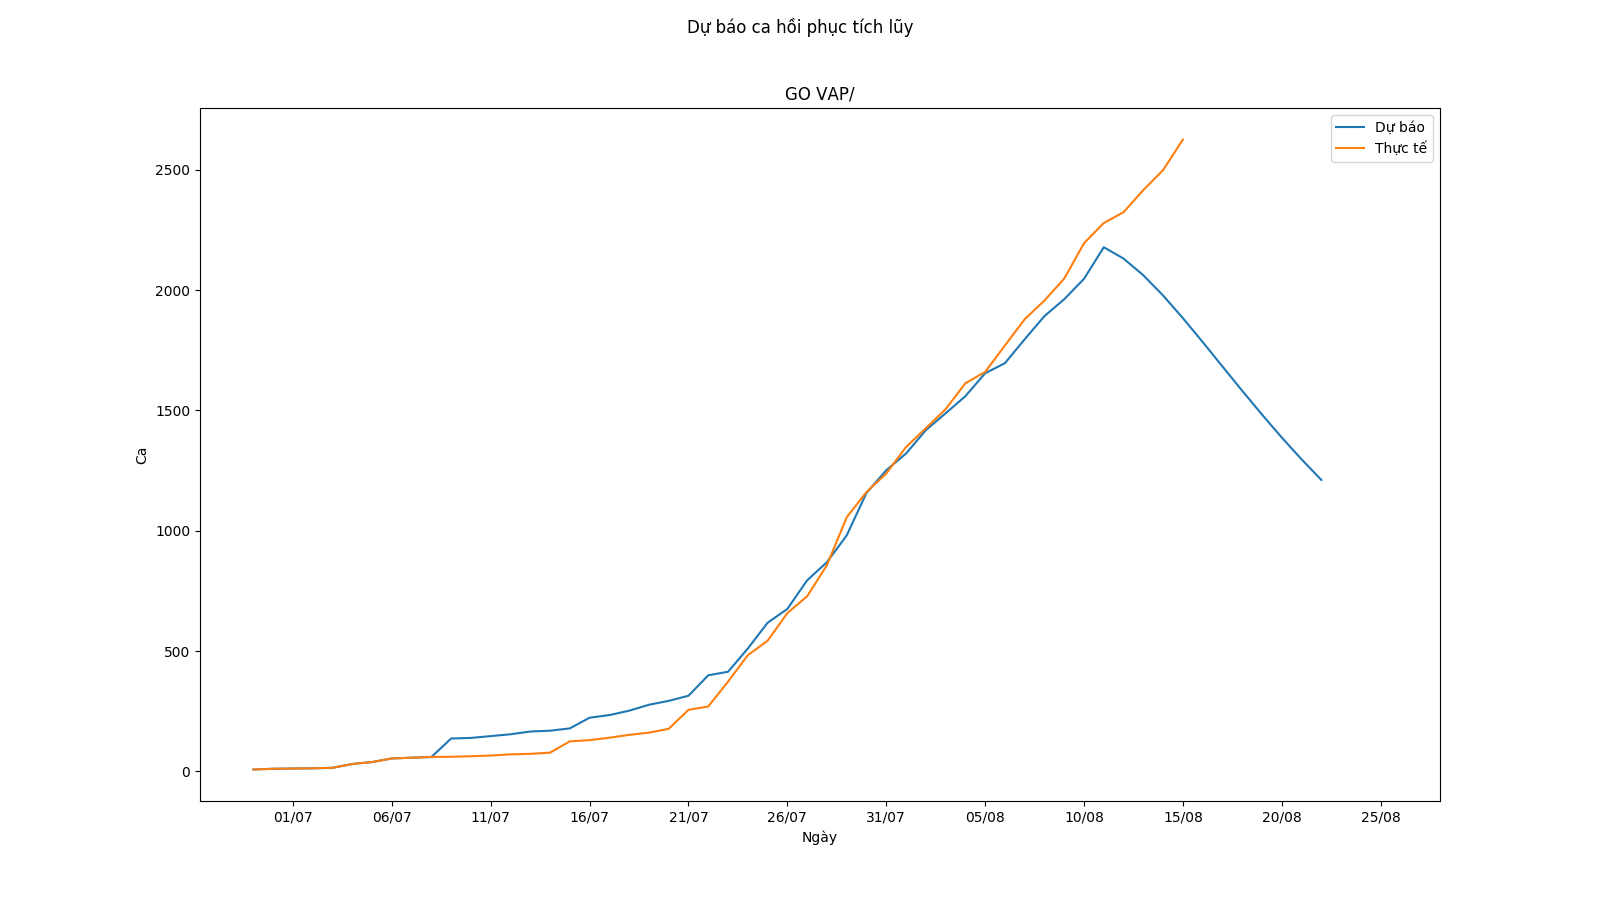 Dự báo ca hồi phục tích lũy
GO VAP/
Dự báo
Thực tế
2500
2000
1500
1000
500
0
Ca
01/07 06/07 11/07 16/07 21/07 26/07 31/07 05/08 10/08 15/08 20/08 25/08
Ngày